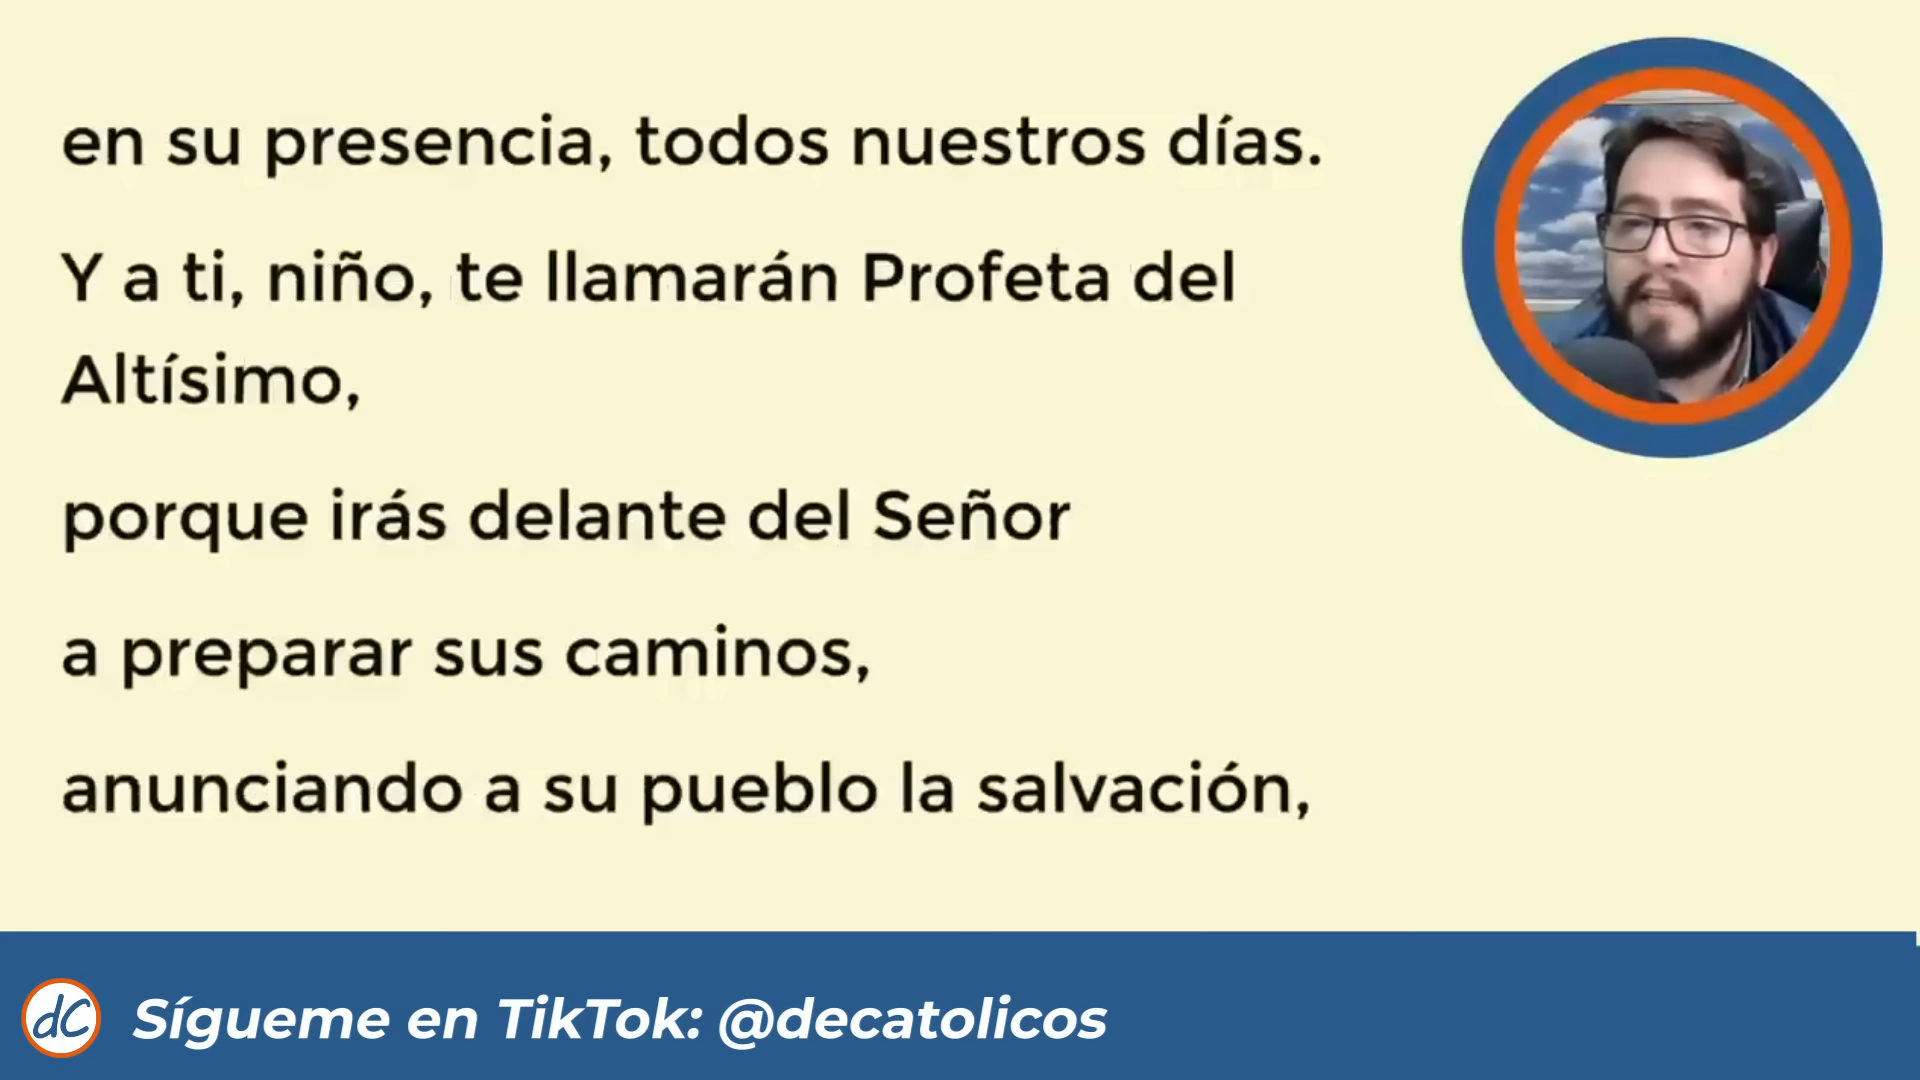 en su presencia, todos nuestros días.
Y a ti, niño, te llamarán Profeta del
Altísimo,
porque irás delante del Señor
a preparar sus caminos,
anunciando a su pueblo la salvación,
dC Sígueme en TikTok: @decatolicos